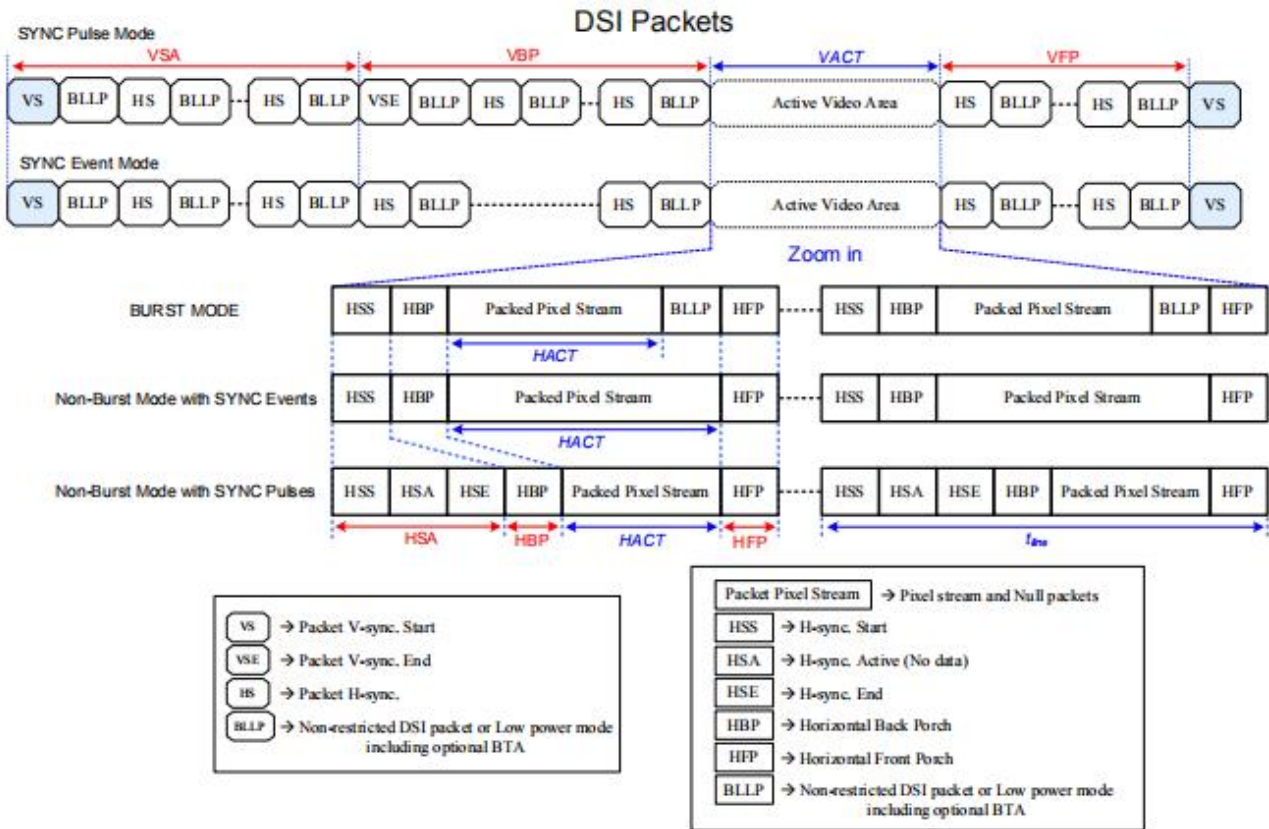 DSI Packets
SYNC Pulse Mode
VSA VBP VACT VFP
VS BLLP HS BLLP HS BLLP VSE BLLP HS BLLP HS BLLP Active Video Area HS BLLP HS BLLP VS
SYNC Event Mode
VS BLLP HS BLLP HS BLLP HS BLLP HS BLLP Active Video Area HS BLLP HS BLLP VS
Zoom in
BURST MODE HSS HBP Packed Pixel Stream BLLP HFP HSS HBP Packed Pixel Stream BLLP HFP
HACT
Non-Burst Mode with SYNC Events HSS HBP Packed Pixel Stream HFP HSS HBP Packed Pixel Stream HFP
HACT
Non-Burst Mode with SYNC Pulses HSS HSA HSE HBP Packed Pixel Stream HFP HSS HSA HSE HBP Packed Pixel Stream HFP
HSA HBP HACT HFP tline
VS → Packet V-sync. Start
VSE → Packet V-sync. End
HS → Packet H-sync.
BLLP → Non-restricted DSI packet or Low power mode
including optional BTA
Packet Pixel Stream → Pixel stream and Null packets
HSS → H-sync. Start
HSA → H-sync. Active (No data)
HSE → H-sync. End
HBP → Horizontal Back Porch
HFP → Horizontal Front Porch
BLLP → Non-restricted DSI packet or Low power mode
including optional BTA